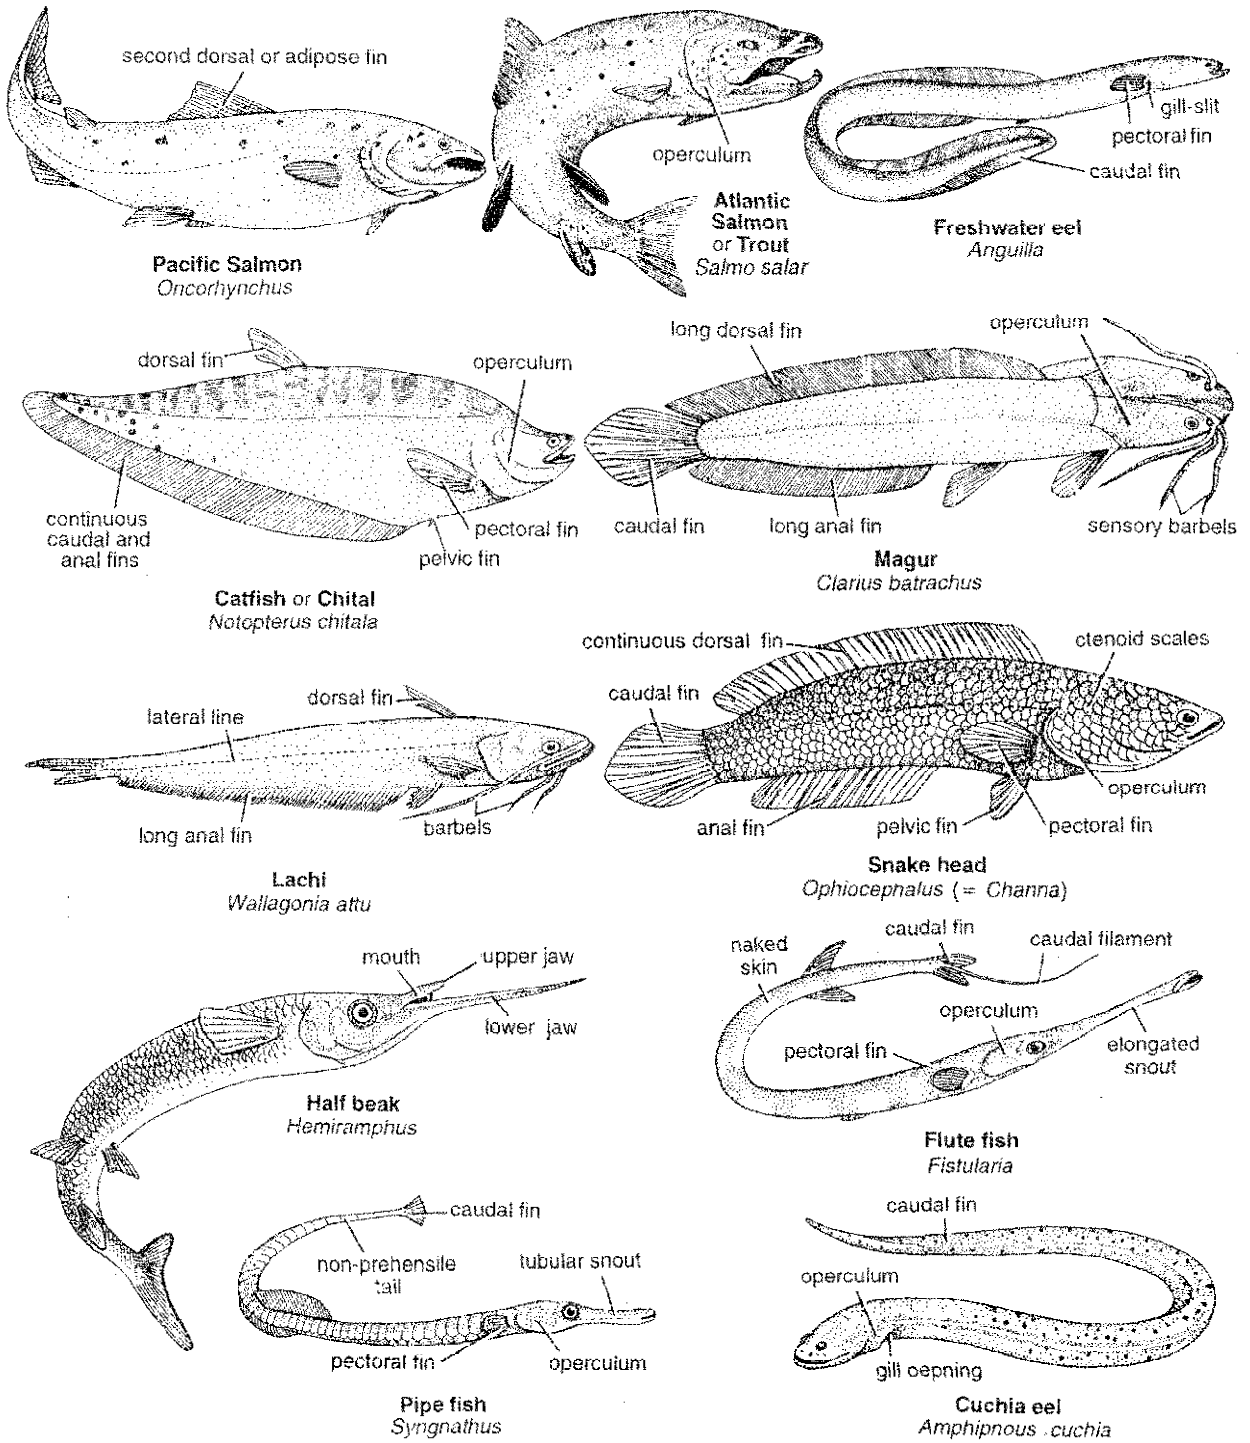 second dorsal or adipose fin
Pacific Salmon
Oncorhynchus
operculum
Atlantic
Salmon
or Trout
Salmo salar
gill-slit
pectoral fin
caudal fin
Freshwater eel
Anguilla
dorsal fin
operculum
continuous
caudal and
anal fins
pectoral fin
pelvic fin
Catfish or Chital
Notopterus chitala
long dorsal fin
operculum
caudal fin
long anal fin
sensory barbels
Magur
Clarius batrachus
dorsal fin
lateral line
long anal fin
barbels
Lachi
Wallagonia attu
continuous dorsal fin
ctenoid scales
caudal fin
operculum
anal fin
pelvic fin
pectoral fin
Snake head
Ophiocephalus (= Channa)
mouth
upper jaw
lower jaw
Half beak
Hemiramphus
naked
skin
caudal fin
caudal filament
operculum
pectoral fin
elongated
snout
Flute fish
Fistularia
caudal fin
non-prehensile
tail
tubular snout
pectoral fin
operculum
Pipe fish
Syngnathus
caudal fin
operculum
gill oepning
Cuchia eel
Amphipnous cuchia